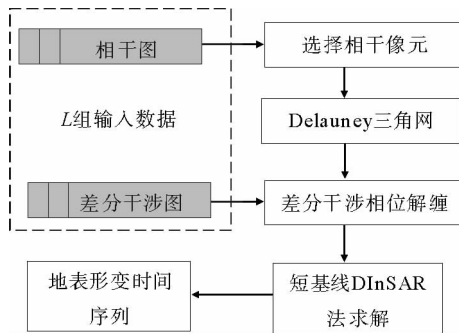 相干图
选择相干像元
L组输入数据
Delauney三角网
差分干涉图
差分干涉相位解缠
地表形变时间
序列
短基线DInSAR
法求解